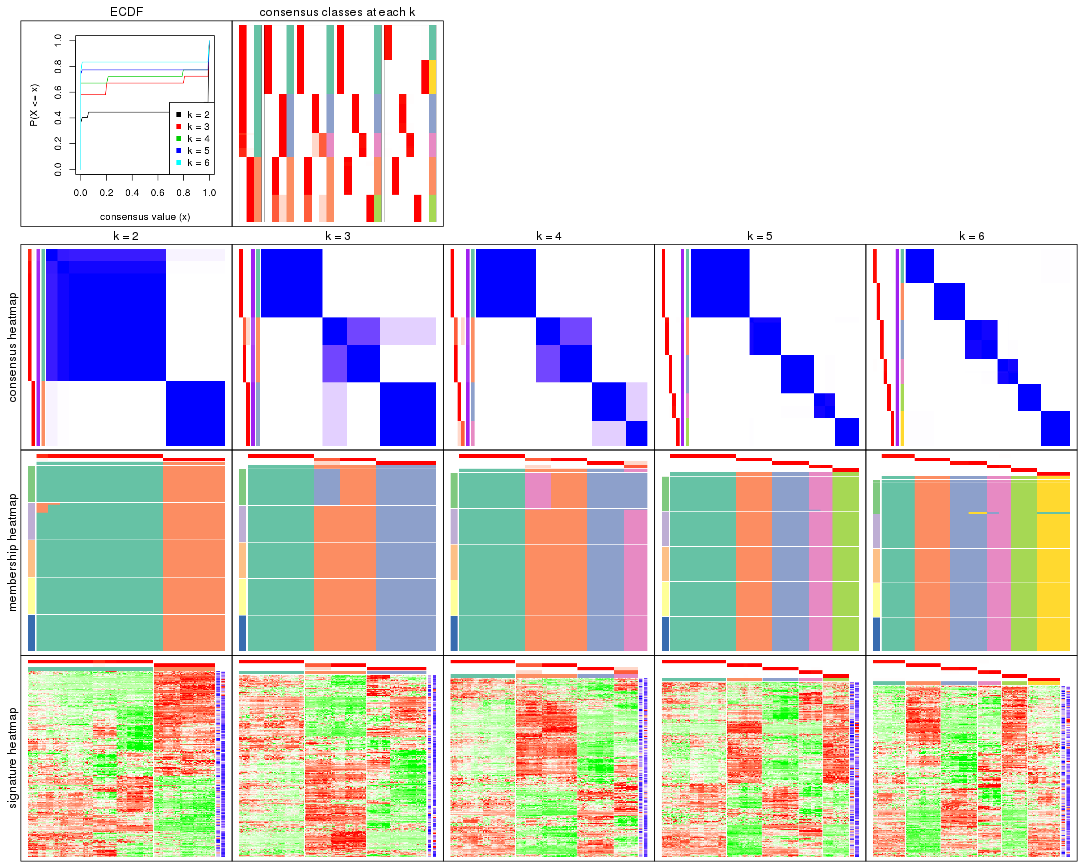 ECDF
consensus classes at each k
P(X <= x)
1.0
0.8
0.6
0.4
0.2
0.0
k = 2
k = 3
k = 4
k = 5
k = 6
0.0 0.2 0.4 0.6 0.8 1.0
consensus value (x)
k = 2
k = 3
k = 4
k = 5
k = 6
consensus heatmap
membership heatmap
signature heatmap